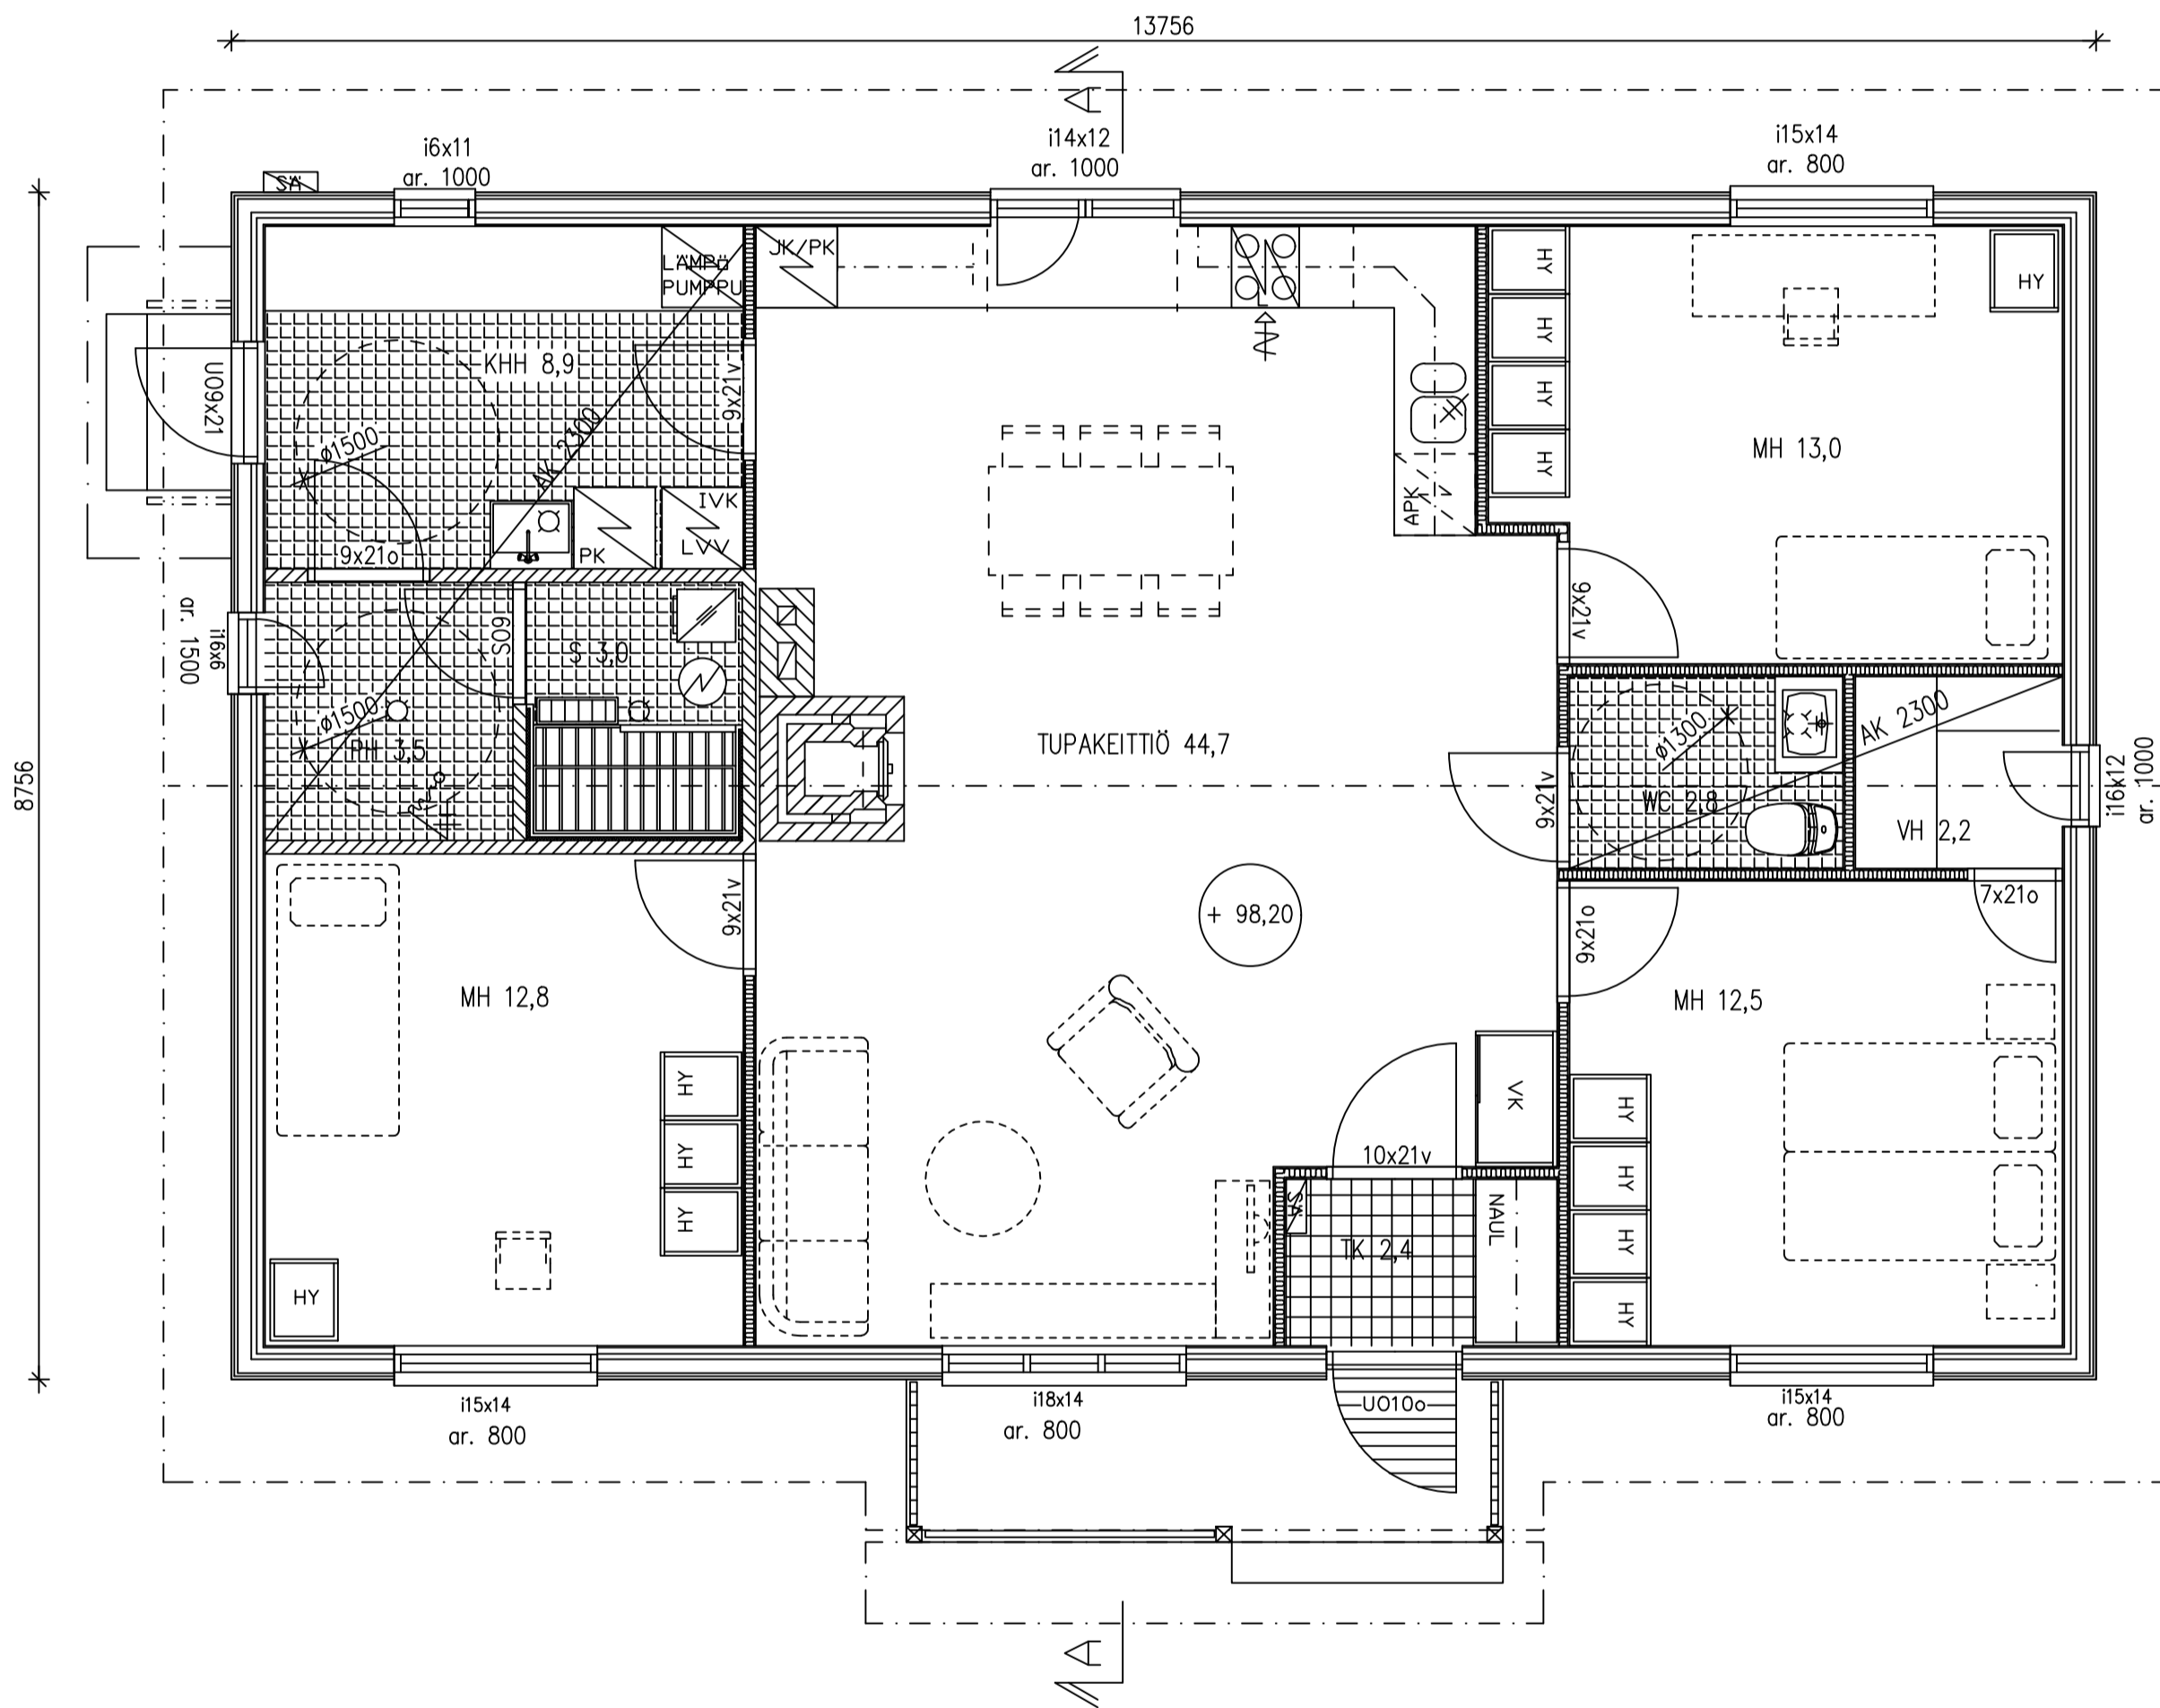 13756
A
i6x11
ar. 1000
i14x12
ar. 1000
i15x14
ar. 800
SÄ
LÄMPÖ
PUMPPU
JK/PK
L
HY
HY
HY
HY
HY
KHH 8,9
UO9x21
9x21v
ø1500
AK 2300
9x21o
PK
IVK
LVV
APK
MH 13,0
9x21v
8756
i16x6
ar. 1500
6OS
S 3,0
ø1500
PH 3,5
TUPAKEITTIÖ 44,7
9x21v
ø1300
WC 2,8
AK 2300
VH 2,2
i16x12
ar. 1000
9x21v
+ 98,20
9x21o
7x21o
MH 12,8
MH 12,5
HY
HY
HY
HY
VK
10x21v
SÄ
TK 2,4
NAUL
HY
HY
HY
HY
i15x14
ar. 800
i18x14
ar. 800
UO10o
i15x14
ar. 800
A